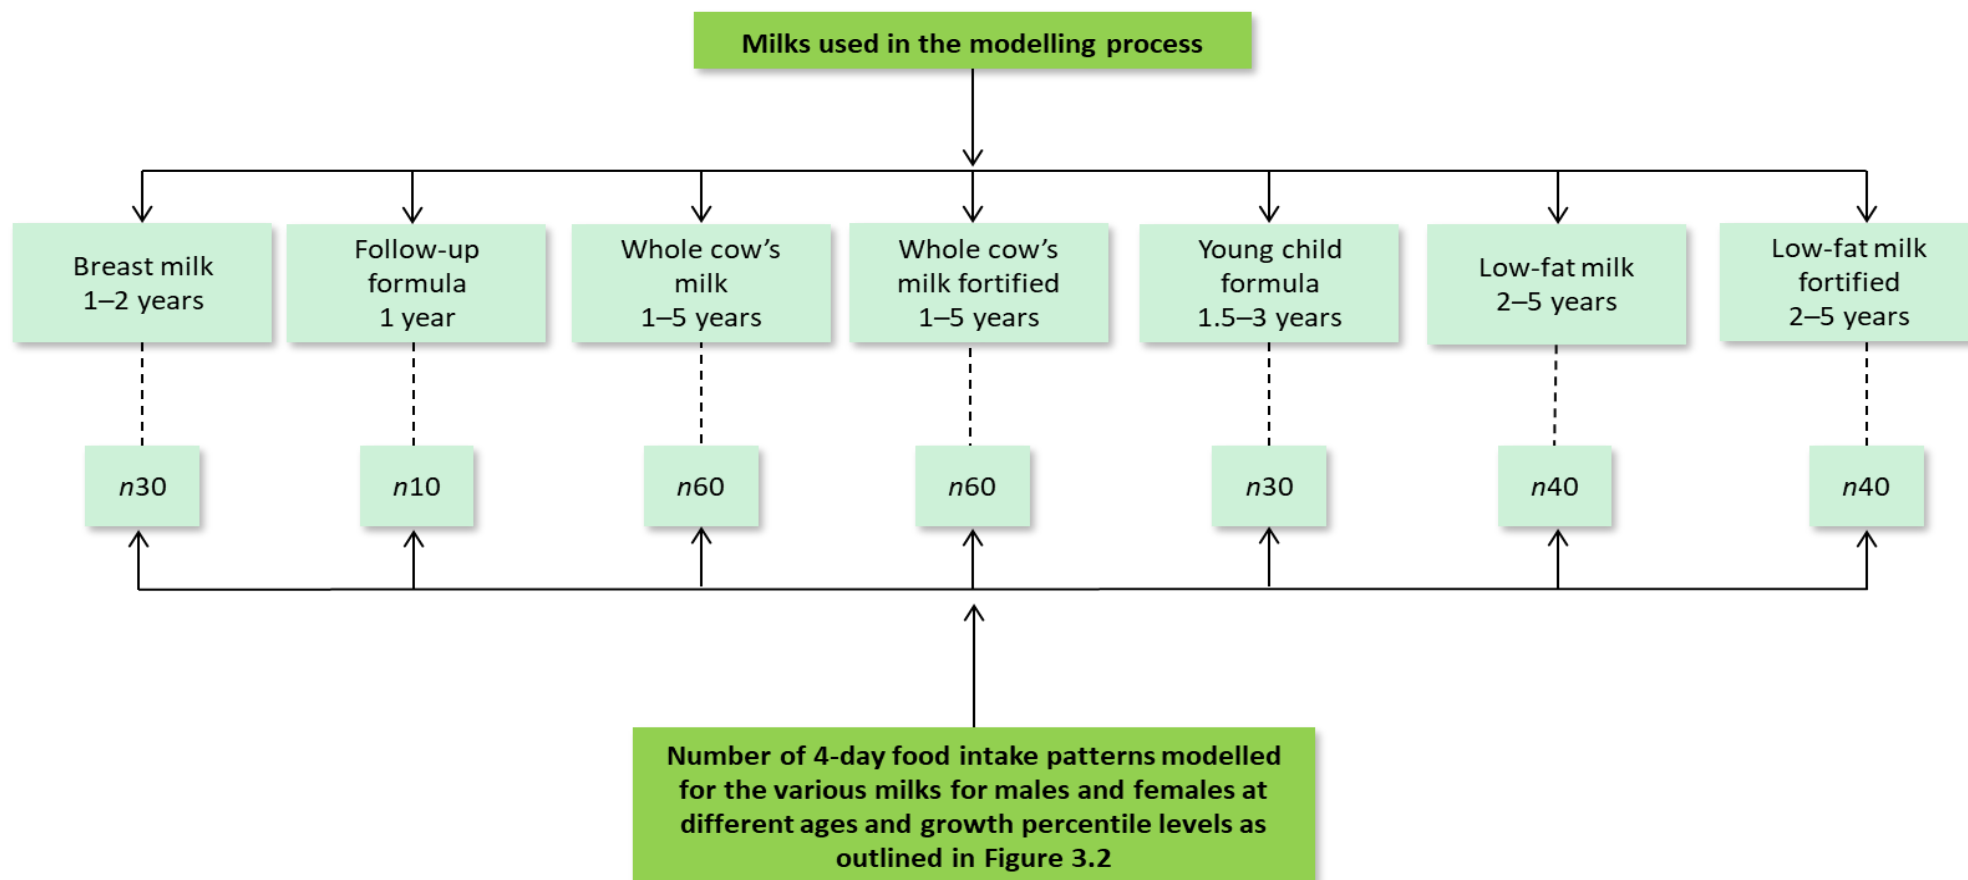 Milks used in the modelling process
Breast milk
1–2 years
Follow-up
formula
1 year
Whole cow’s
milk
1–5 years
Whole cow’s
milk fortified
1–5 years
Young child
formula
1.5–3 years
Low-fat milk
2–5 years
Low-fat milk
fortified
2–5 years
n30
n10
n60
n60
n30
n40
n40
Number of 4-day food intake patterns modelled
for the various milks for males and females at
different ages and growth percentile levels as
outlined in Figure 3.2